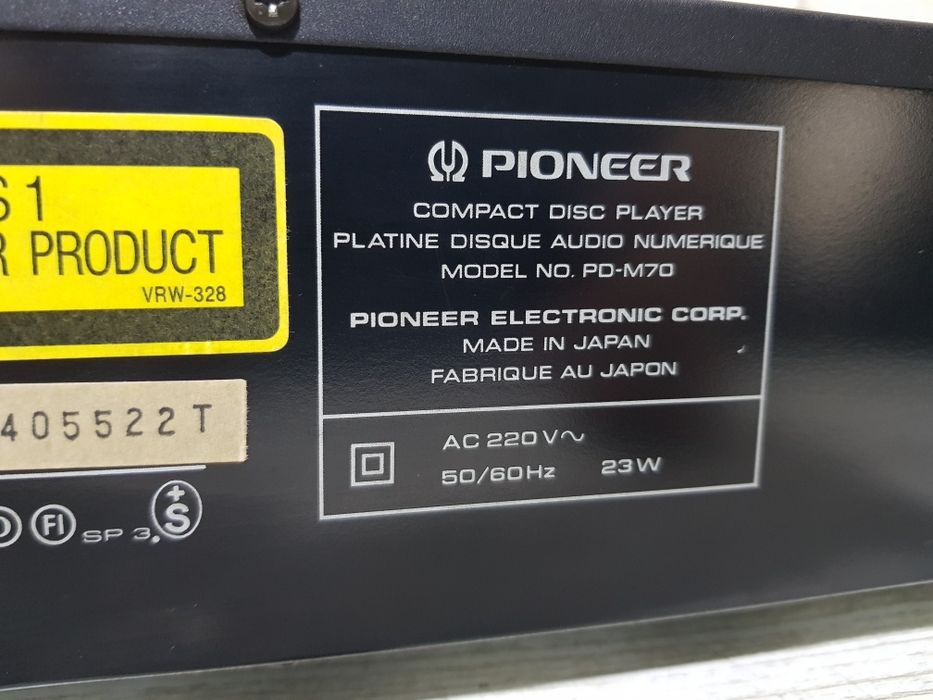 PIONEER
COMPACT DISC PLAYER
PLATINE DISQUE AUDIO NUMERIQUE
MODEL NO. PD-M70
PIONEER ELECTRONIC CORP.
MADE IN JAPAN
FABRIQUE AU JAPON
AC 220 V~
50/60Hz 23W
S 1
R PRODUCT
VRW-328
405522T
FI SP 3. +S